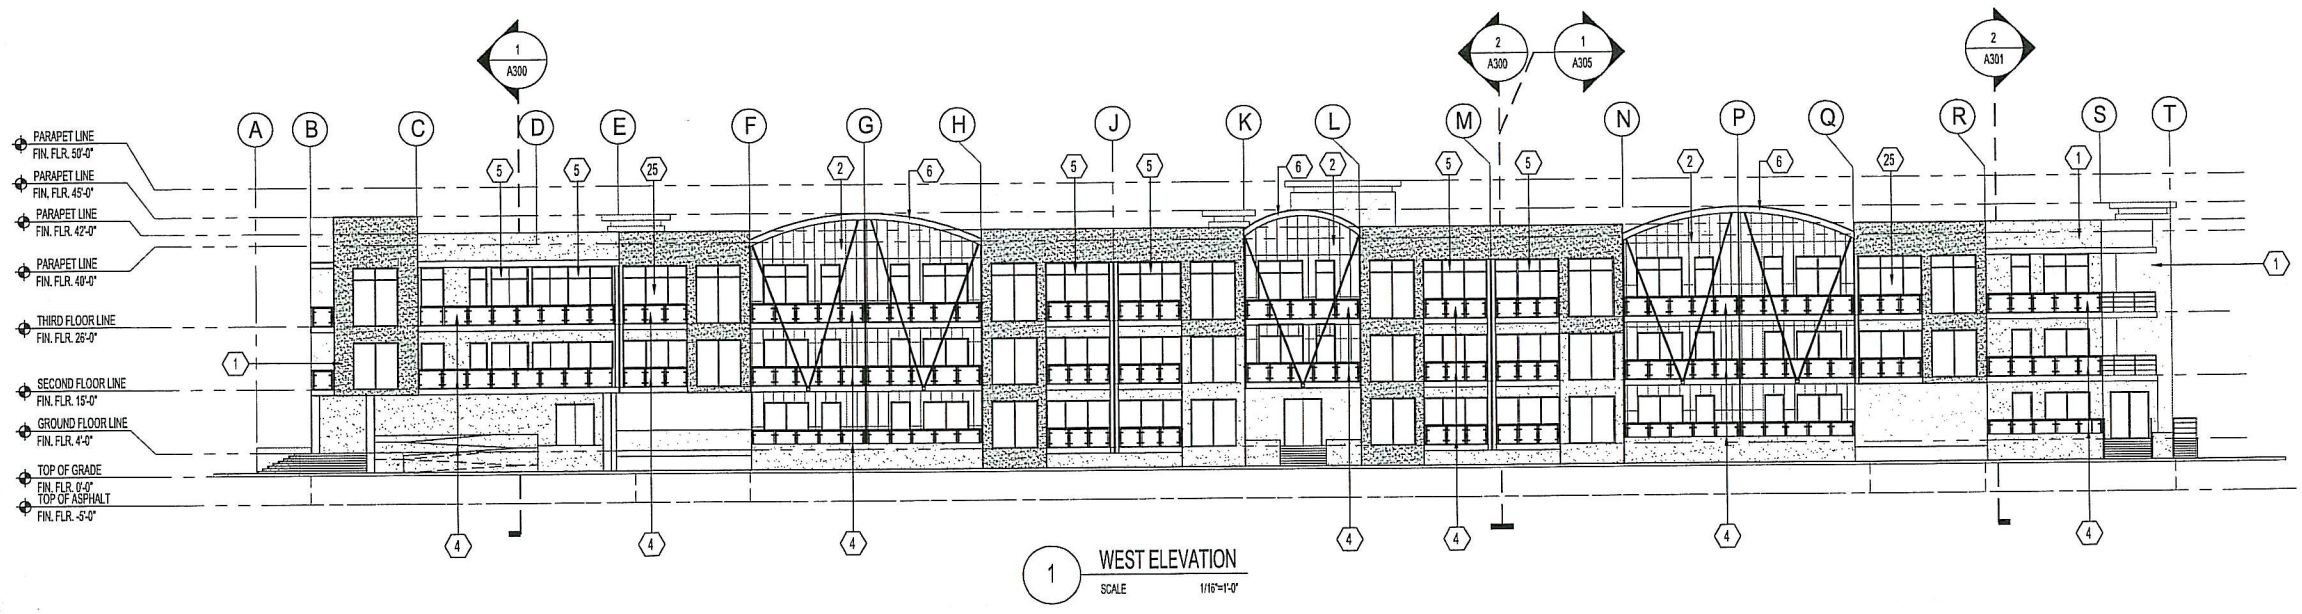 1
A300
2
A300
1
A305
2
A301
A B C D E F G H J K L M N P Q R S T
PARAPET LINE
FIN. FLR. 50'-0"
PARAPET LINE
FIN. FLR. 45'-0"
PARAPET LINE
FIN. FLR. 42'-0"
PARAPET LINE
FIN. FLR. 40'-0"
THIRD FLOOR LINE
FIN. FLR. 26'-0"
SECOND FLOOR LINE
FIN. FLR. 15'-0"
GROUND FLOOR LINE
FIN. FLR. 4'-0"
TOP OF GRADE
FIN. FLR. 0'-0"
TOP OF ASPHALT
FIN. FLR. -5'-0"
5 5 25 2 6 5 5 6 2 5 5 2 6 25 1
1
1
4 4 4 4 4 4 4
1 WEST ELEVATION
SCALE 1/16"=1'-0"